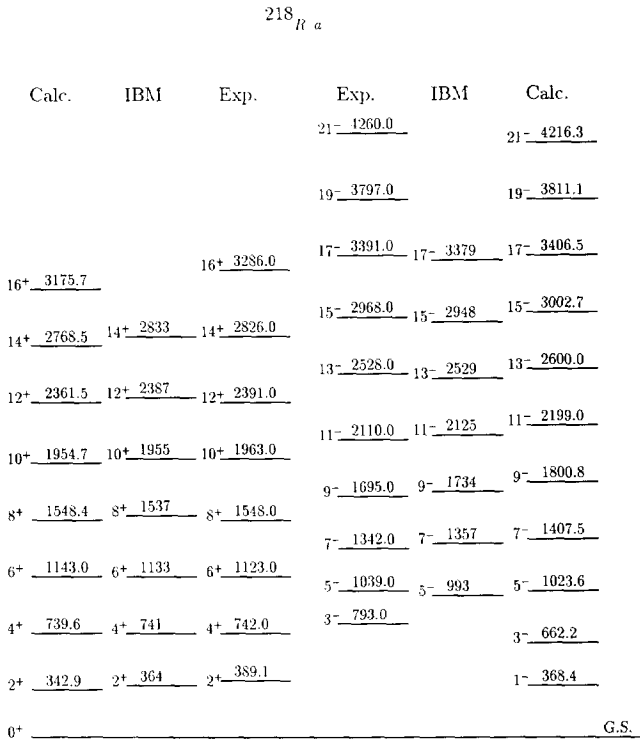 218 R a
Calc. IBM Exp. Exp. IBM Calc.
21⁻ 4260.0 21⁻ 4216.3
19⁻ 3797.0 19⁻ 3811.1
16⁺ 3175.7 16⁺ 3286.0 17⁻ 3391.0 17⁻ 3379 17⁻ 3406.5
14⁺ 2768.5 14⁺ 2833 14⁺ 2826.0 15⁻ 2968.0 15⁻ 2948 15⁻ 3002.7
12⁺ 2361.5 12⁺ 2387 12⁺ 2391.0 13⁻ 2528.0 13⁻ 2529 13⁻ 2600.0
10⁺ 1954.7 10⁺ 1955 10⁺ 1963.0 11⁻ 2110.0 11⁻ 2125 11⁻ 2199.0
8⁺ 1548.4 8⁺ 1537 8⁺ 1548.0 9⁻ 1695.0 9⁻ 1734 9⁻ 1800.8
6⁺ 1143.0 6⁺ 1133 6⁺ 1123.0 7⁻ 1342.0 7⁻ 1357 7⁻ 1407.5
5⁻ 1039.0 5⁻ 993 5⁻ 1023.6
4⁺ 739.6 4⁺ 741 4⁺ 742.0 3⁻ 793.0 3⁻ 662.2
2⁺ 342.9 2⁺ 364 2⁺ 389.1 1⁻ 368.4
0⁺ G.S.